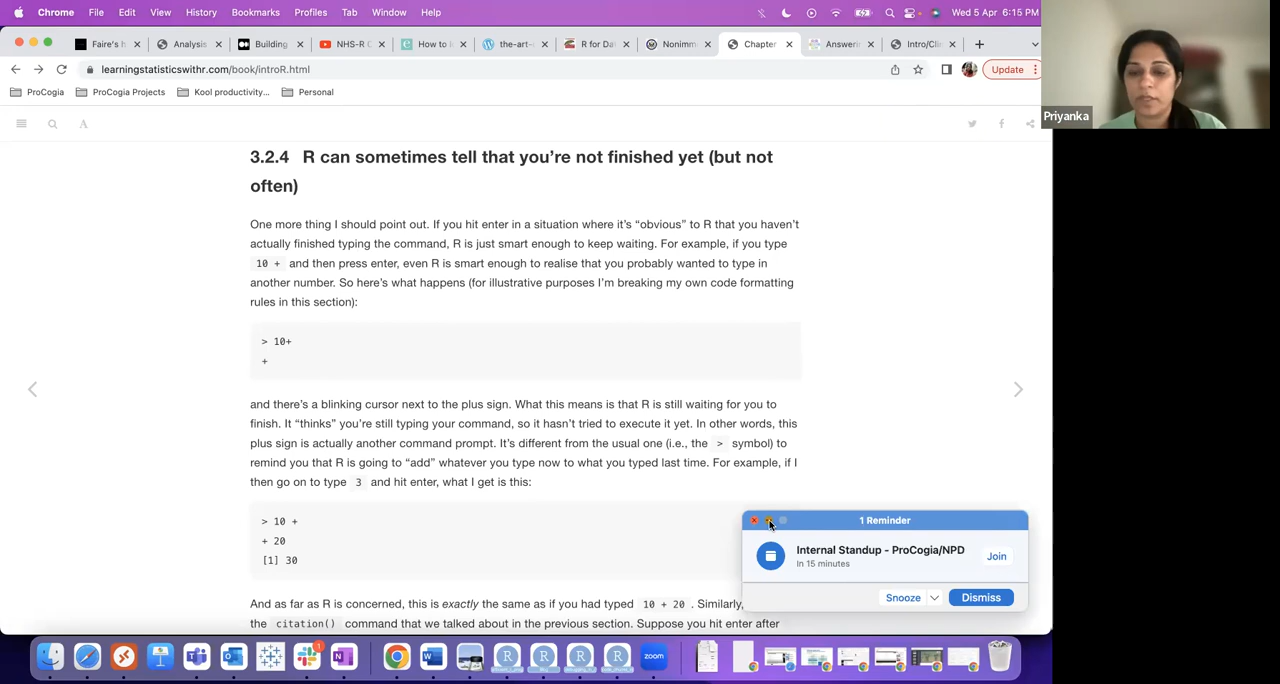 Chrome File Edit View History Bookmarks Profiles Tab Window Help
Wed 5 Apr 6:15 PM
Faire's h
Analysis
Building
NHS-R C
How to k
the-art-
R for Da
Nonimm
Chapter
Answerin
Intro/Cli
learningstatisticswithr.com/book/introR.html
Update
ProCogia
ProCogia Projects
Kool productivity...
Personal
Priyanka
A
3.2.4 R can sometimes tell that you're not finished yet (but not
often)
One more thing I should point out. If you hit enter in a situation where it's “obvious” to R that you haven't
actually finished typing the command, R is just smart enough to keep waiting. For example, if you type
10 + and then press enter, even R is smart enough to realise that you probably wanted to type in
another number. So here's what happens (for illustrative purposes I'm breaking my own code formatting
rules in this section):
> 10+
+
and there's a blinking cursor next to the plus sign. What this means is that R is still waiting for you to
finish. It “thinks” you're still typing your command, so it hasn't tried to execute it yet. In other words, this
plus sign is actually another command prompt. It's different from the usual one (i.e., the > symbol) to
remind you that R is going to “add” whatever you type now to what you typed last time. For example, if I
then go on to type 3 and hit enter, what I get is this:
> 10 +
+ 20
[1] 30
1 Reminder
Internal Standup - ProCogia/NPD
In 15 minutes
Join
Snooze
Dismiss
And as far as R is concerned, this is exactly the same as if you had typed 10 + 20 . Similarly,
the citation() command that we talked about in the previous section. Suppose you hit enter after
zoom